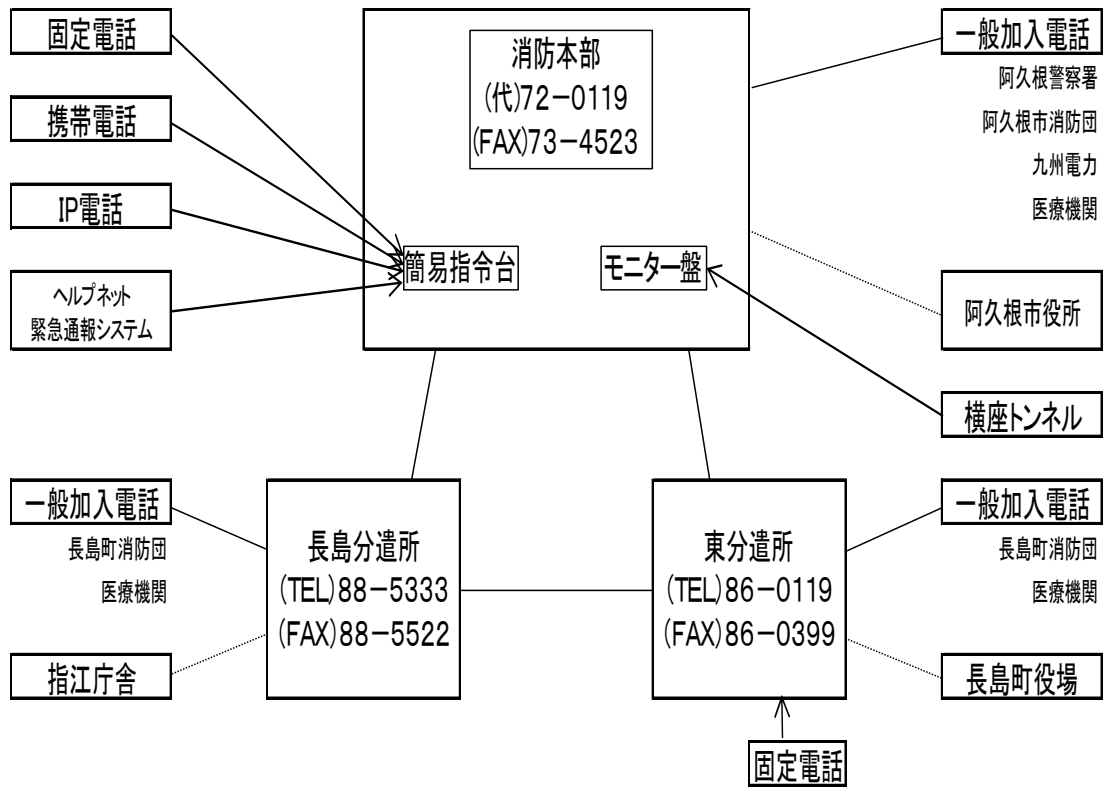 固定電話
携帯電話
IP電話
ヘルプネット
緊急通報システム
消防本部
(代)72－0119
(FAX)73－4523
簡易指令台
モニター盤
一般加入電話
阿久根警察署
阿久根市消防団
九州電力
医療機関
阿久根市役所
横座トンネル
一般加入電話
長島町消防団
医療機関
指江庁舎
長島分遣所
(TEL)88－5333
(FAX)88－5522
東分遣所
(TEL)86－0119
(FAX)86－0399
一般加入電話
長島町消防団
医療機関
長島町役場
固定電話